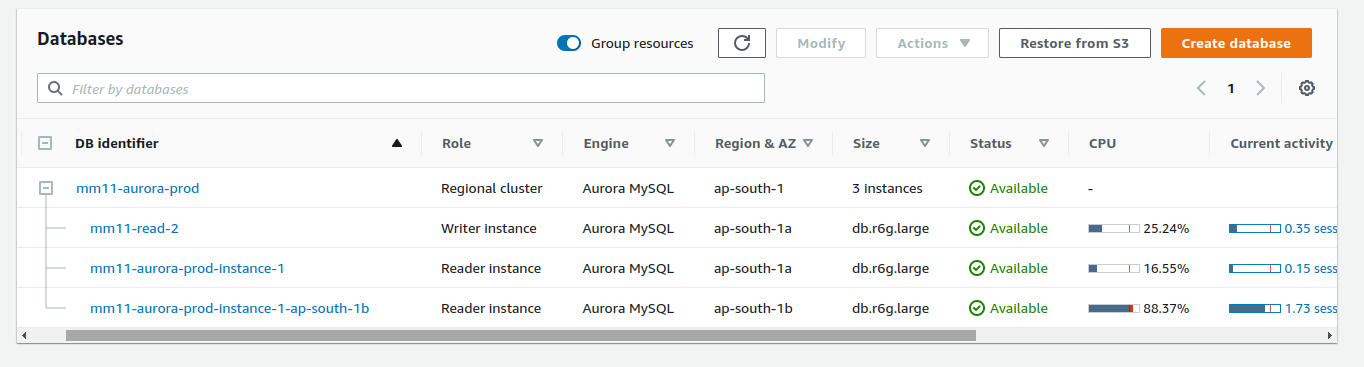 Databases
Group resources
Modify
Actions
Restore from S3
Create database
Filter by databases
1
DB identifier Role Engine Region & AZ Size Status CPU Current activity
mm11-aurora-prod Regional cluster Aurora MySQL ap-south-1 3 instances Available -
mm11-read-2 Writer instance Aurora MySQL ap-south-1a db.r6g.large Available 25.24% 0.35 sess
mm11-aurora-prod-instance-1 Reader instance Aurora MySQL ap-south-1a db.r6g.large Available 16.55% 0.15 sess
mm11-aurora-prod-instance-1-ap-south-1b Reader instance Aurora MySQL ap-south-1b db.r6g.large Available 88.37% 1.73 sess